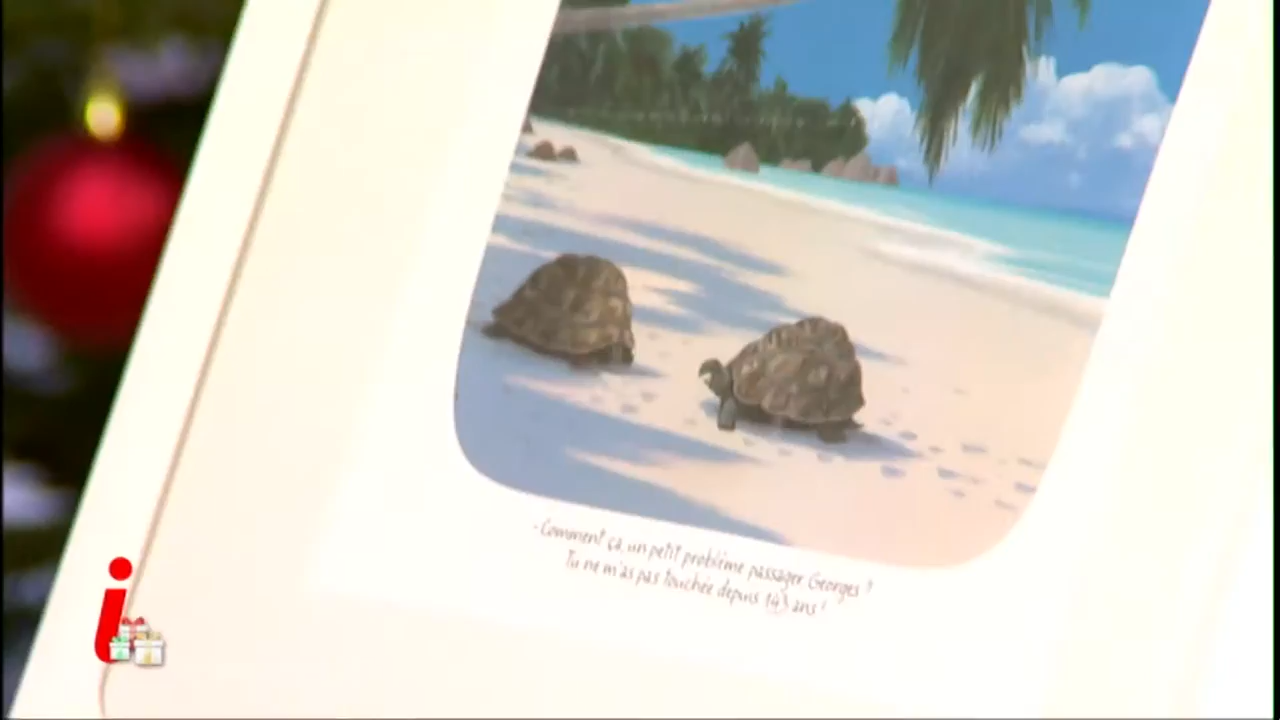 - Comment ça, un petit problème passager Georges ?
Tu ne m'as pas touchée depuis 143 ans !
i